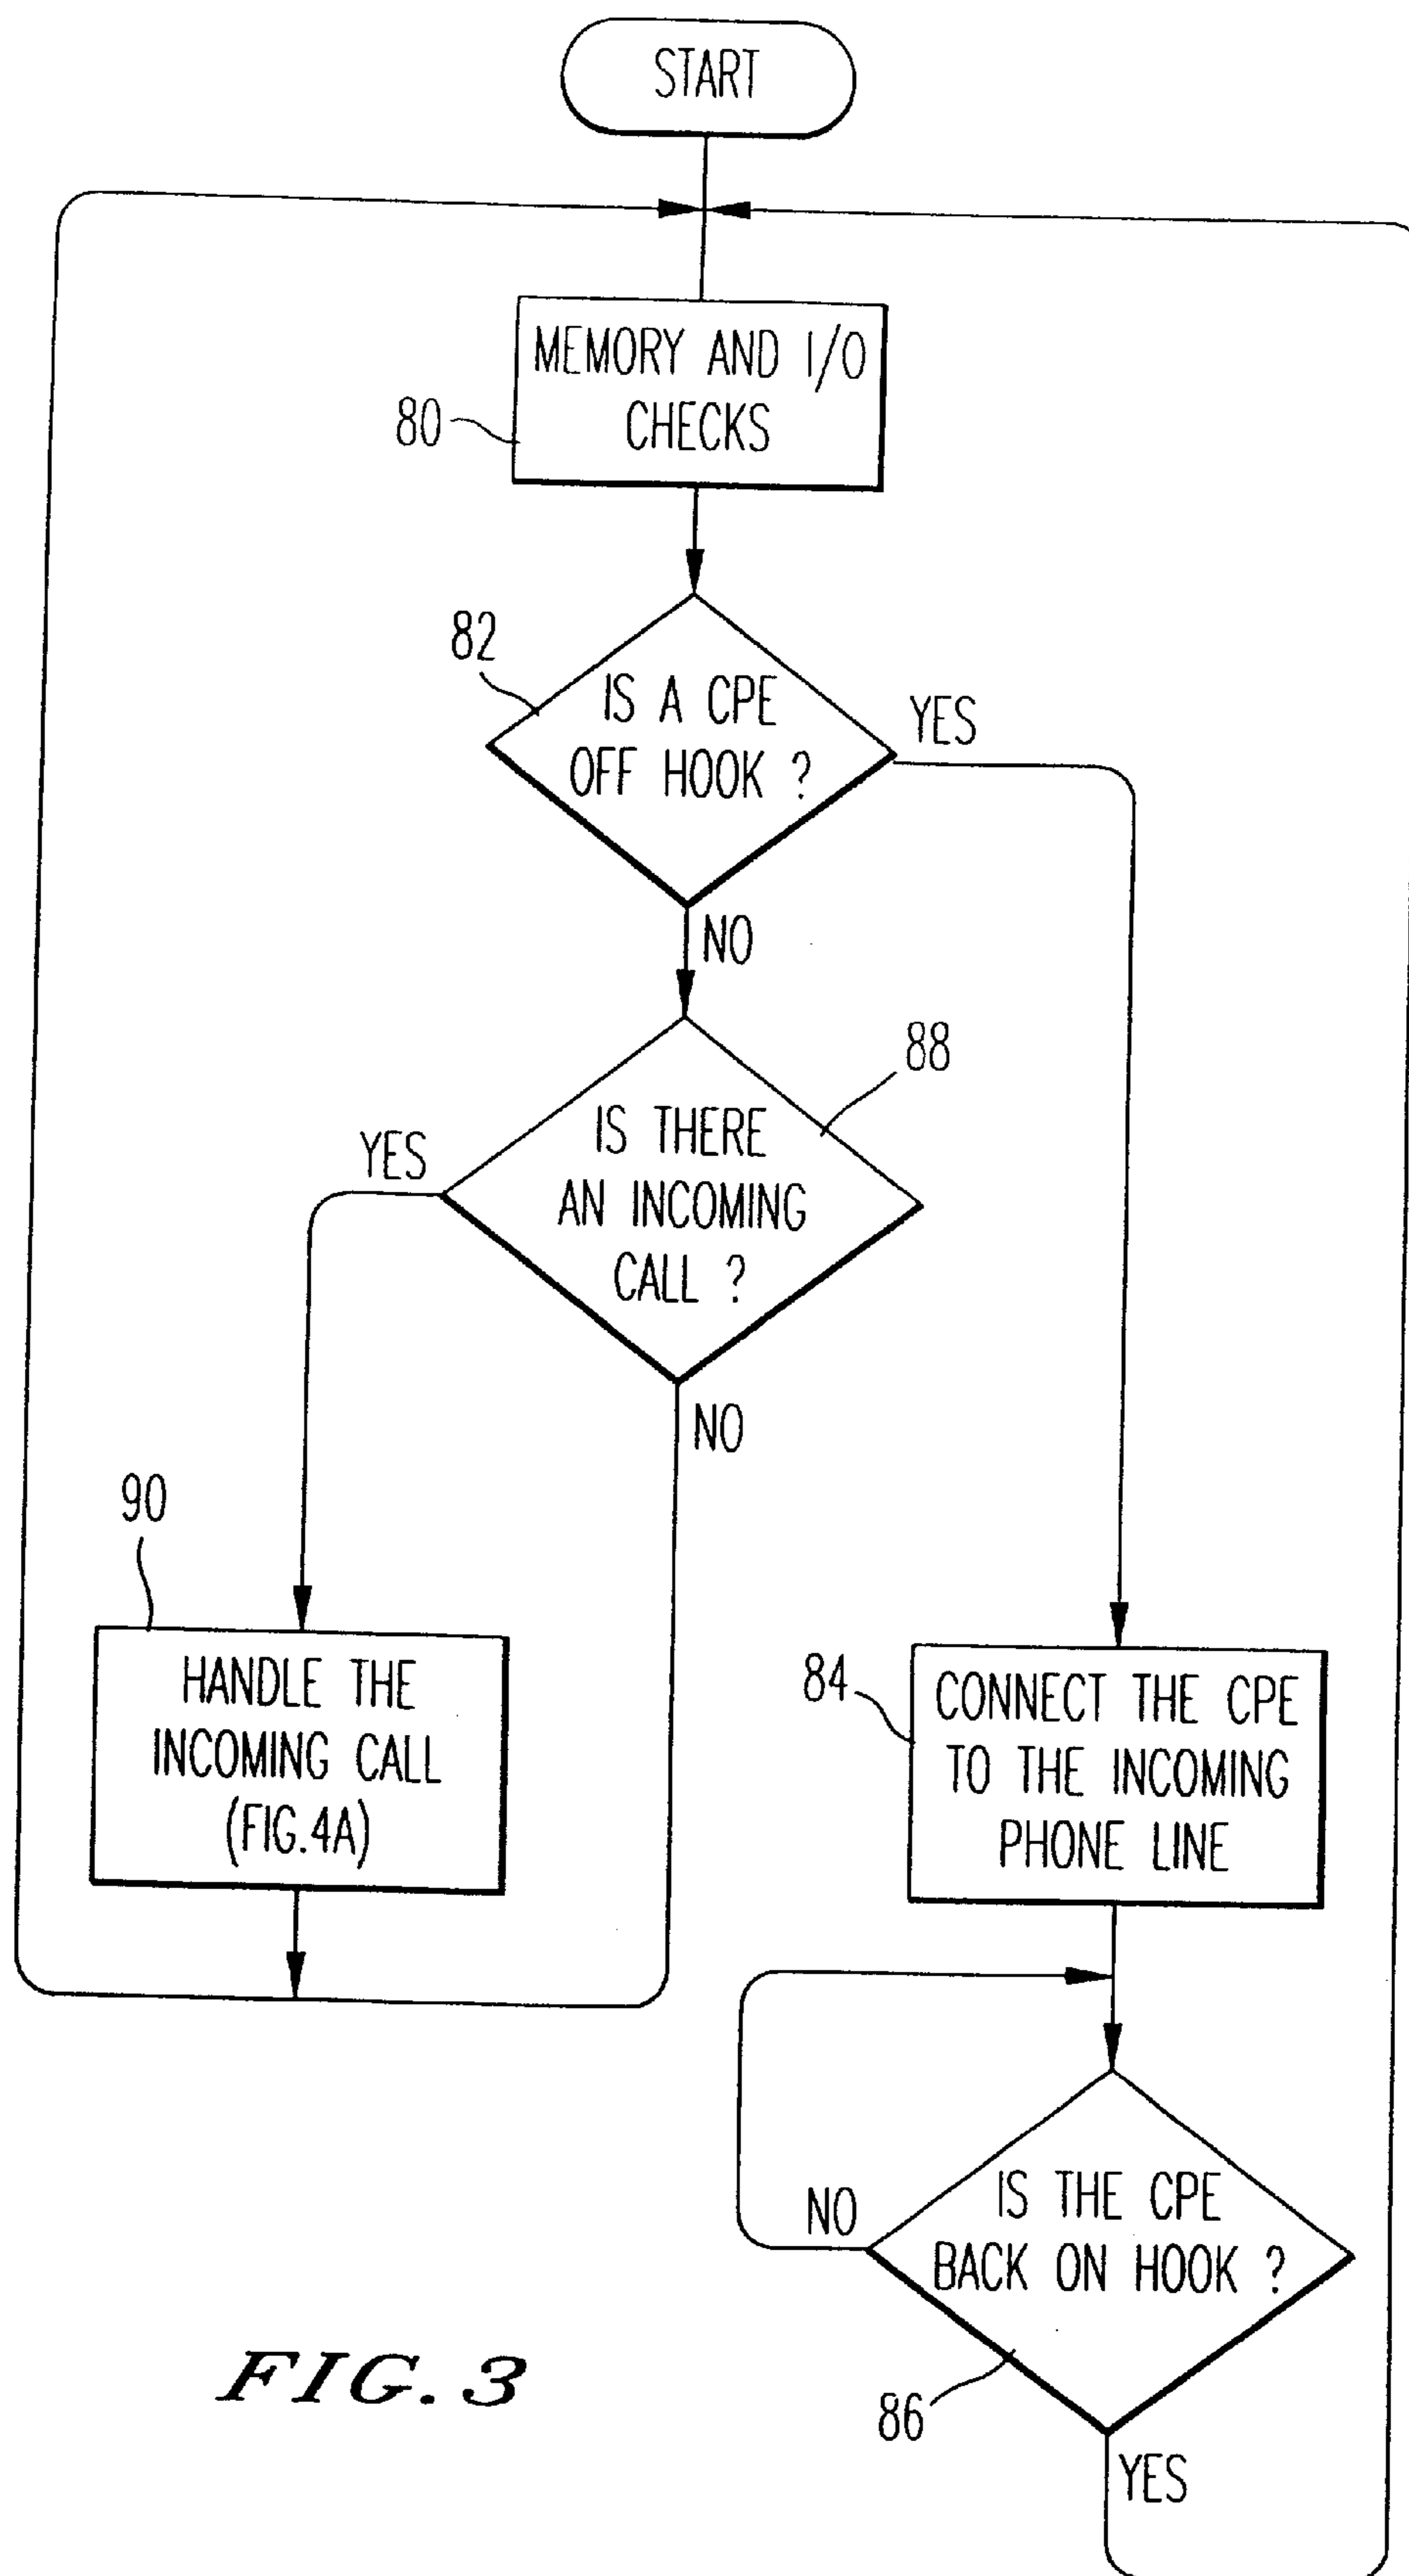 START
MEMORY AND I/O
CHECKS
80
82
IS A CPE
OFF HOOK ?
YES
NO
88
IS THERE
AN INCOMING
CALL ?
YES
NO
90
HANDLE THE
INCOMING CALL
(FIG.4A)
84
CONNECT THE CPE
TO THE INCOMING
PHONE LINE
NO
IS THE CPE
BACK ON HOOK ?
86
YES
FIG. 3